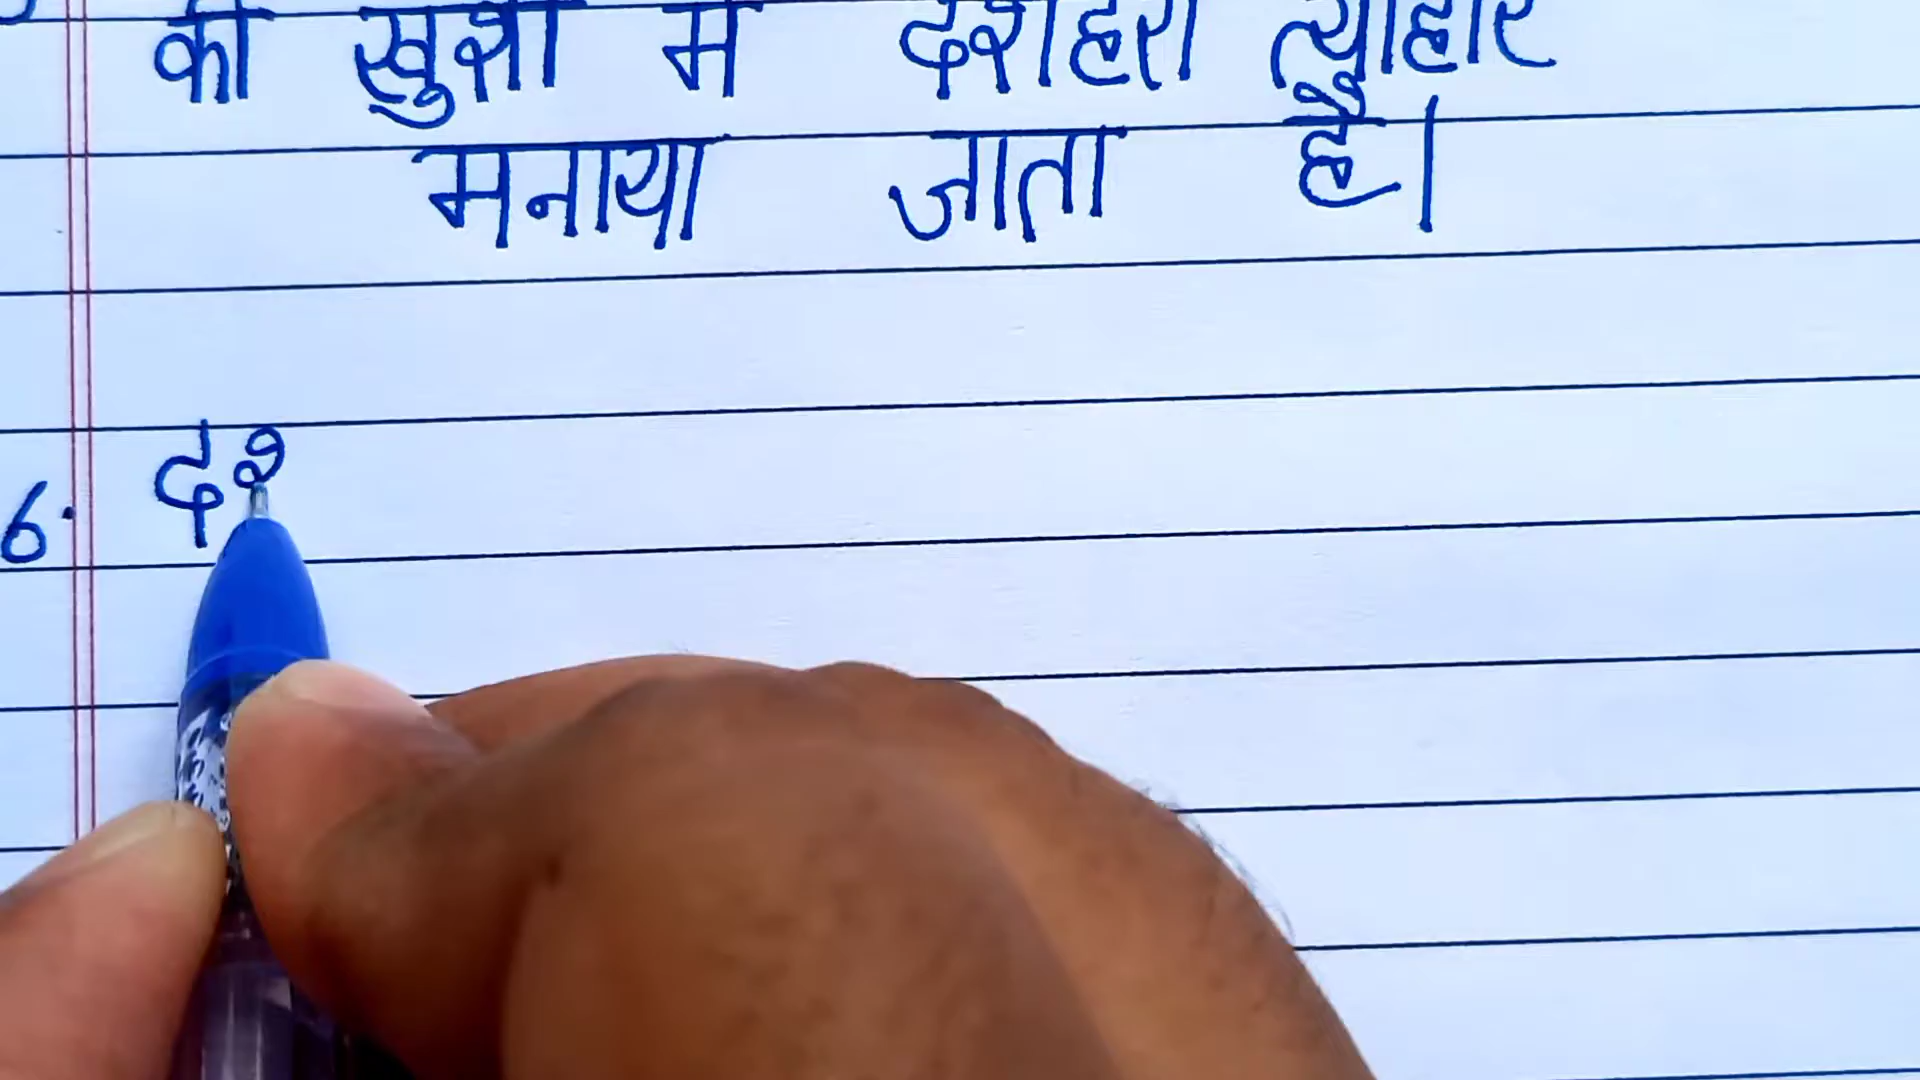 की खुशी में दशहरा त्यौहार
मनाया जाता है।
6. दश